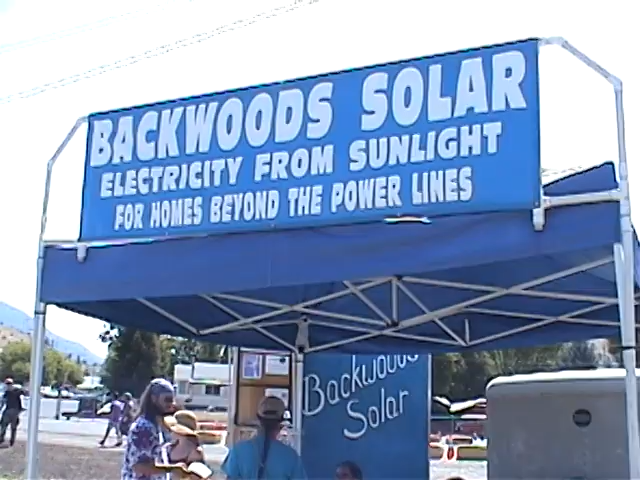 BACKWOODS SOLAR
ELECTRICITY FROM SUNLIGHT
FOR HOMES BEYOND THE POWER LINES
Backwoods
Solar